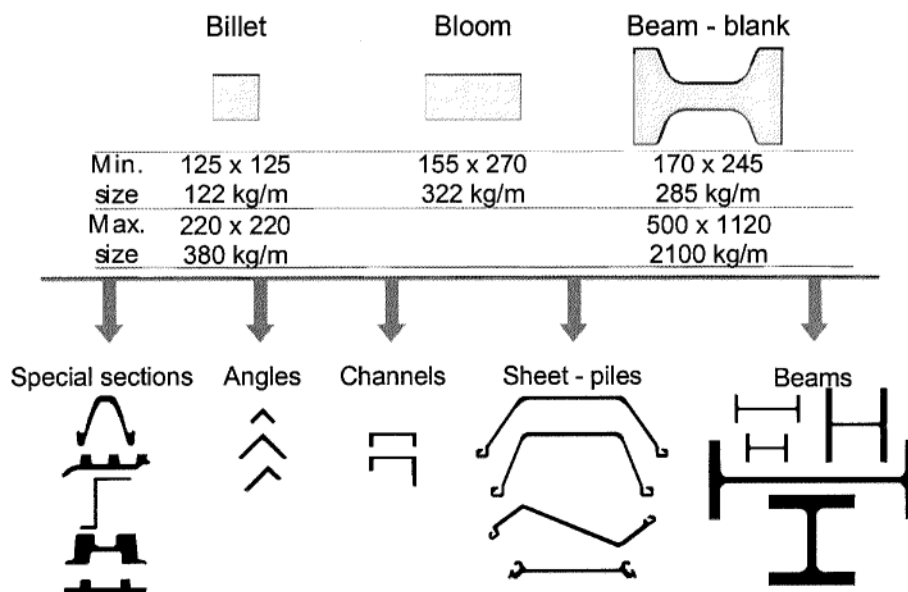 Billet Bloom Beam - blank
Min. 125 x 125 155 x 270 170 x 245
size 122 kg/m 322 kg/m 285 kg/m
Max. 220 x 220 500 x 1120
size 380 kg/m 2100 kg/m
Special sections Angles Channels Sheet - piles Beams